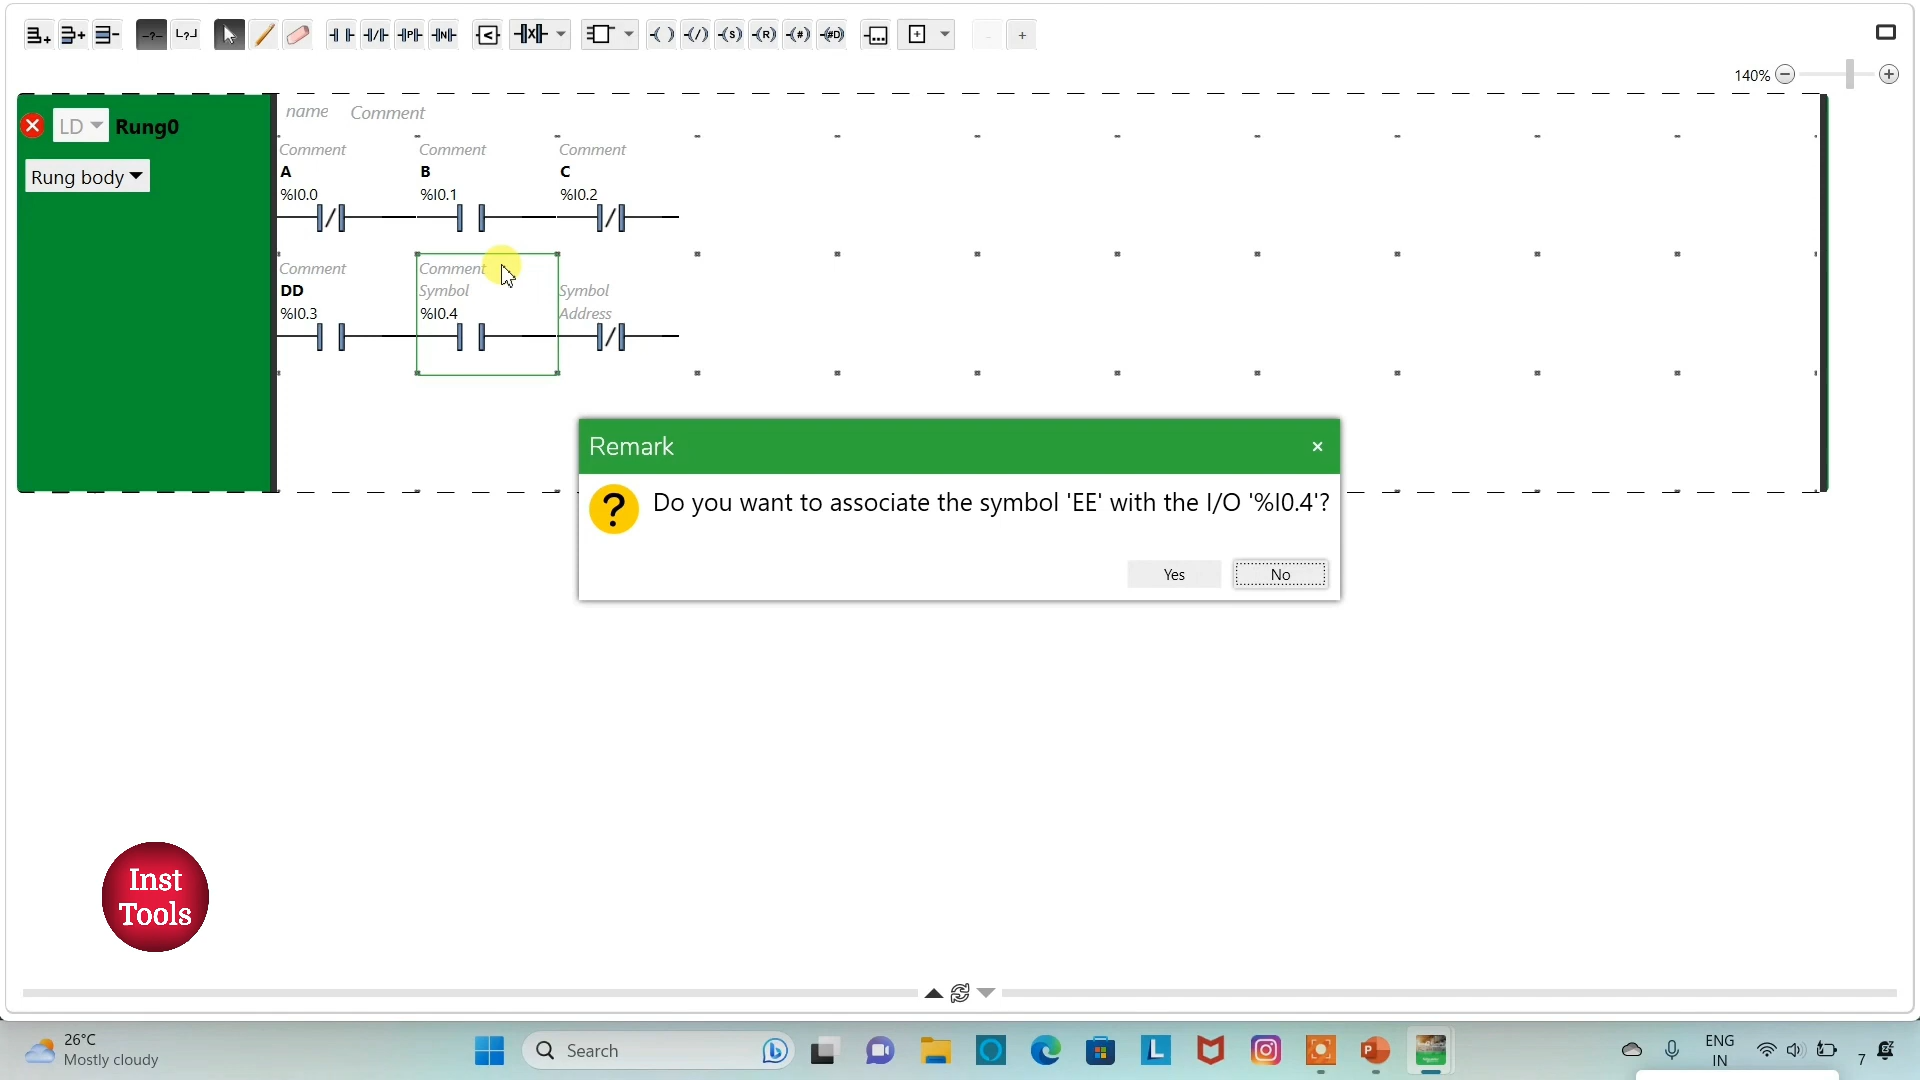 140%
LD Rung0
name Comment
Comment Comment Comment
A B C
%I0.0 %I0.1 %I0.2
Rung body
Comment Comment
DD Symbol Symbol
%I0.3 %I0.4 Address
Remark
Do you want to associate the symbol 'EE' with the I/O '%I0.4'?
Yes No
Inst
Tools
26°C
Mostly cloudy
Search
ENG
IN
7